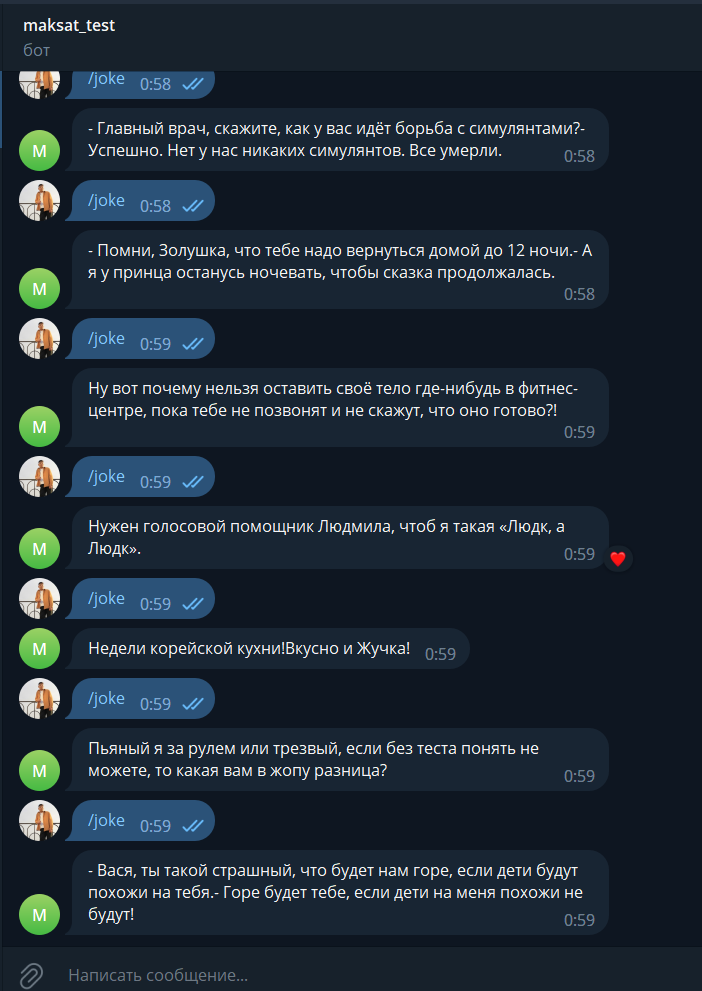 maksat_test
бот
/joke 0:58
- Главный врач, скажите, как у вас идёт борьба с симулянтами?-
Успешно. Нет у нас никаких симулянтов. Все умерли. 0:58
М
/joke 0:58
- Помни, Золушка, что тебе надо вернуться домой до 12 ночи.- А
я у принца останусь ночевать, чтобы сказка продолжалась.
М
0:58
/joke 0:59
Ну вот почему нельзя оставить своё тело где-нибудь в фитнес-
центре, пока тебе не позвонят и не скажут, что оно готово?!
М
0:59
/joke 0:59
Нужен голосовой помощник Людмила, чтоб я такая «Людк, а
Людк». 0:59
М
/joke 0:59
М
Недели корейской кухни!Вкусно и Жучка! 0:59
/joke 0:59
Пьяный я за рулем или трезвый, если без теста понять не
можете, то какая вам в жопу разница? 0:59
М
/joke 0:59
- Вася, ты такой страшный, что будет нам горе, если дети будут
похожи на тебя.- Горе будет тебе, если дети на меня похожи не
будут! 0:59
М
Написать сообщение...